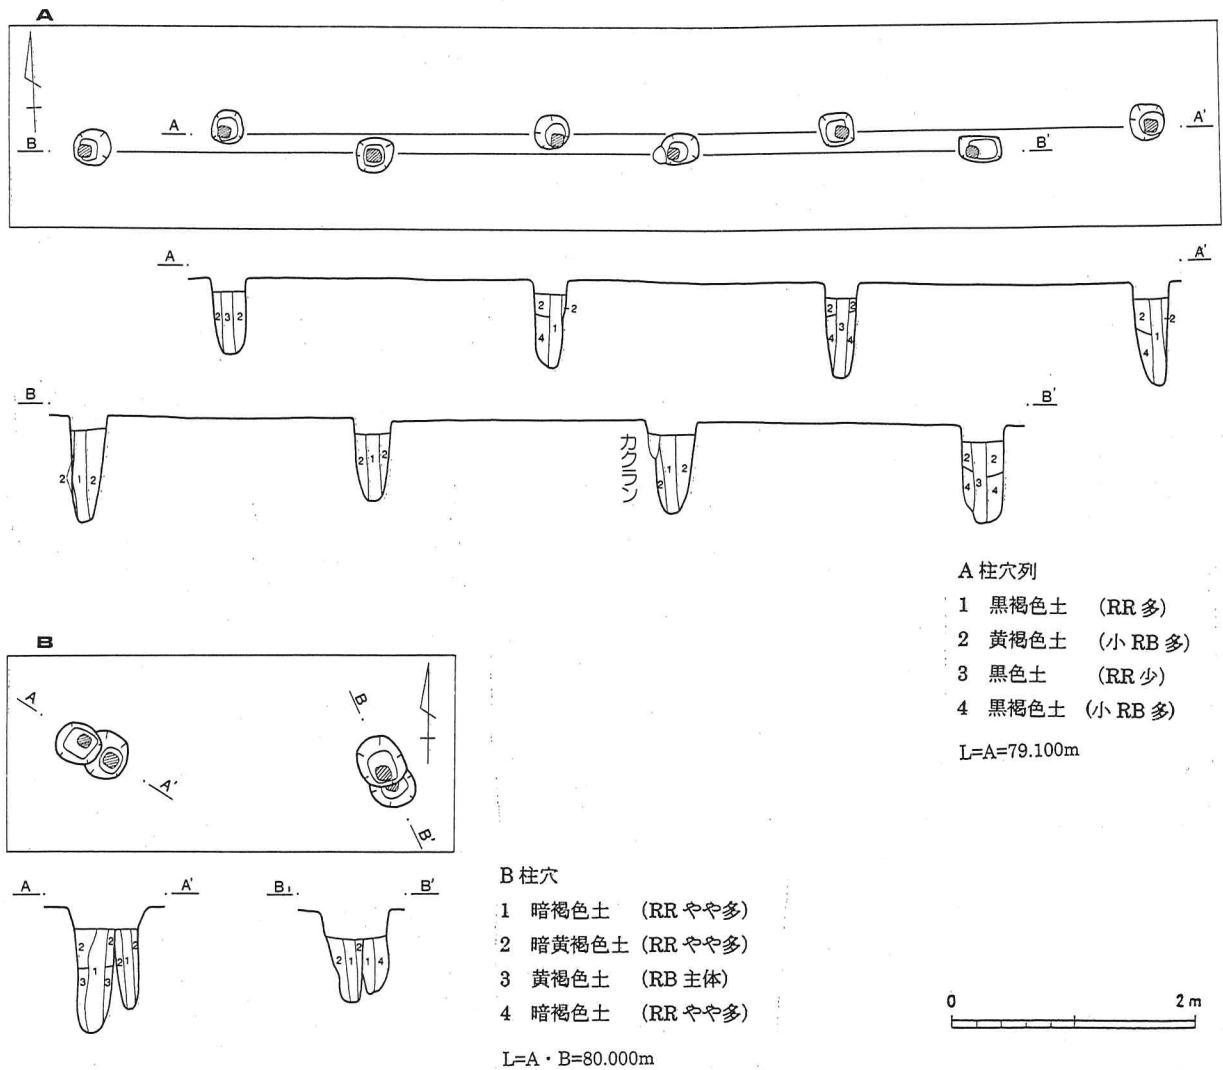 A
A A'
B B'
A A'
2 3 2
2 2 4 1
2 2 3 4 4
2 2 1 4
B B'
2 1 2
2 1 2
カクラン
2 1 2
2 2 4 3 4
A 柱穴列
1 黒褐色土 (RR 多)
2 黄褐色土 (小 RB 多)
3 黒色土 (RR 少)
4 黒褐色土 (小 RB 多)
L=A=79.100m
B
A B
A' B'
A A' B B'
2 2 2 1 1 3 3 2
2 1 2 1 4
B 柱穴
1 暗褐色土 (RR やや多)
2 暗黄褐色土 (RR やや多)
3 黄褐色土 (RB 主体)
4 暗褐色土 (RR やや多)
L=A・B=80.000m
0 2 m